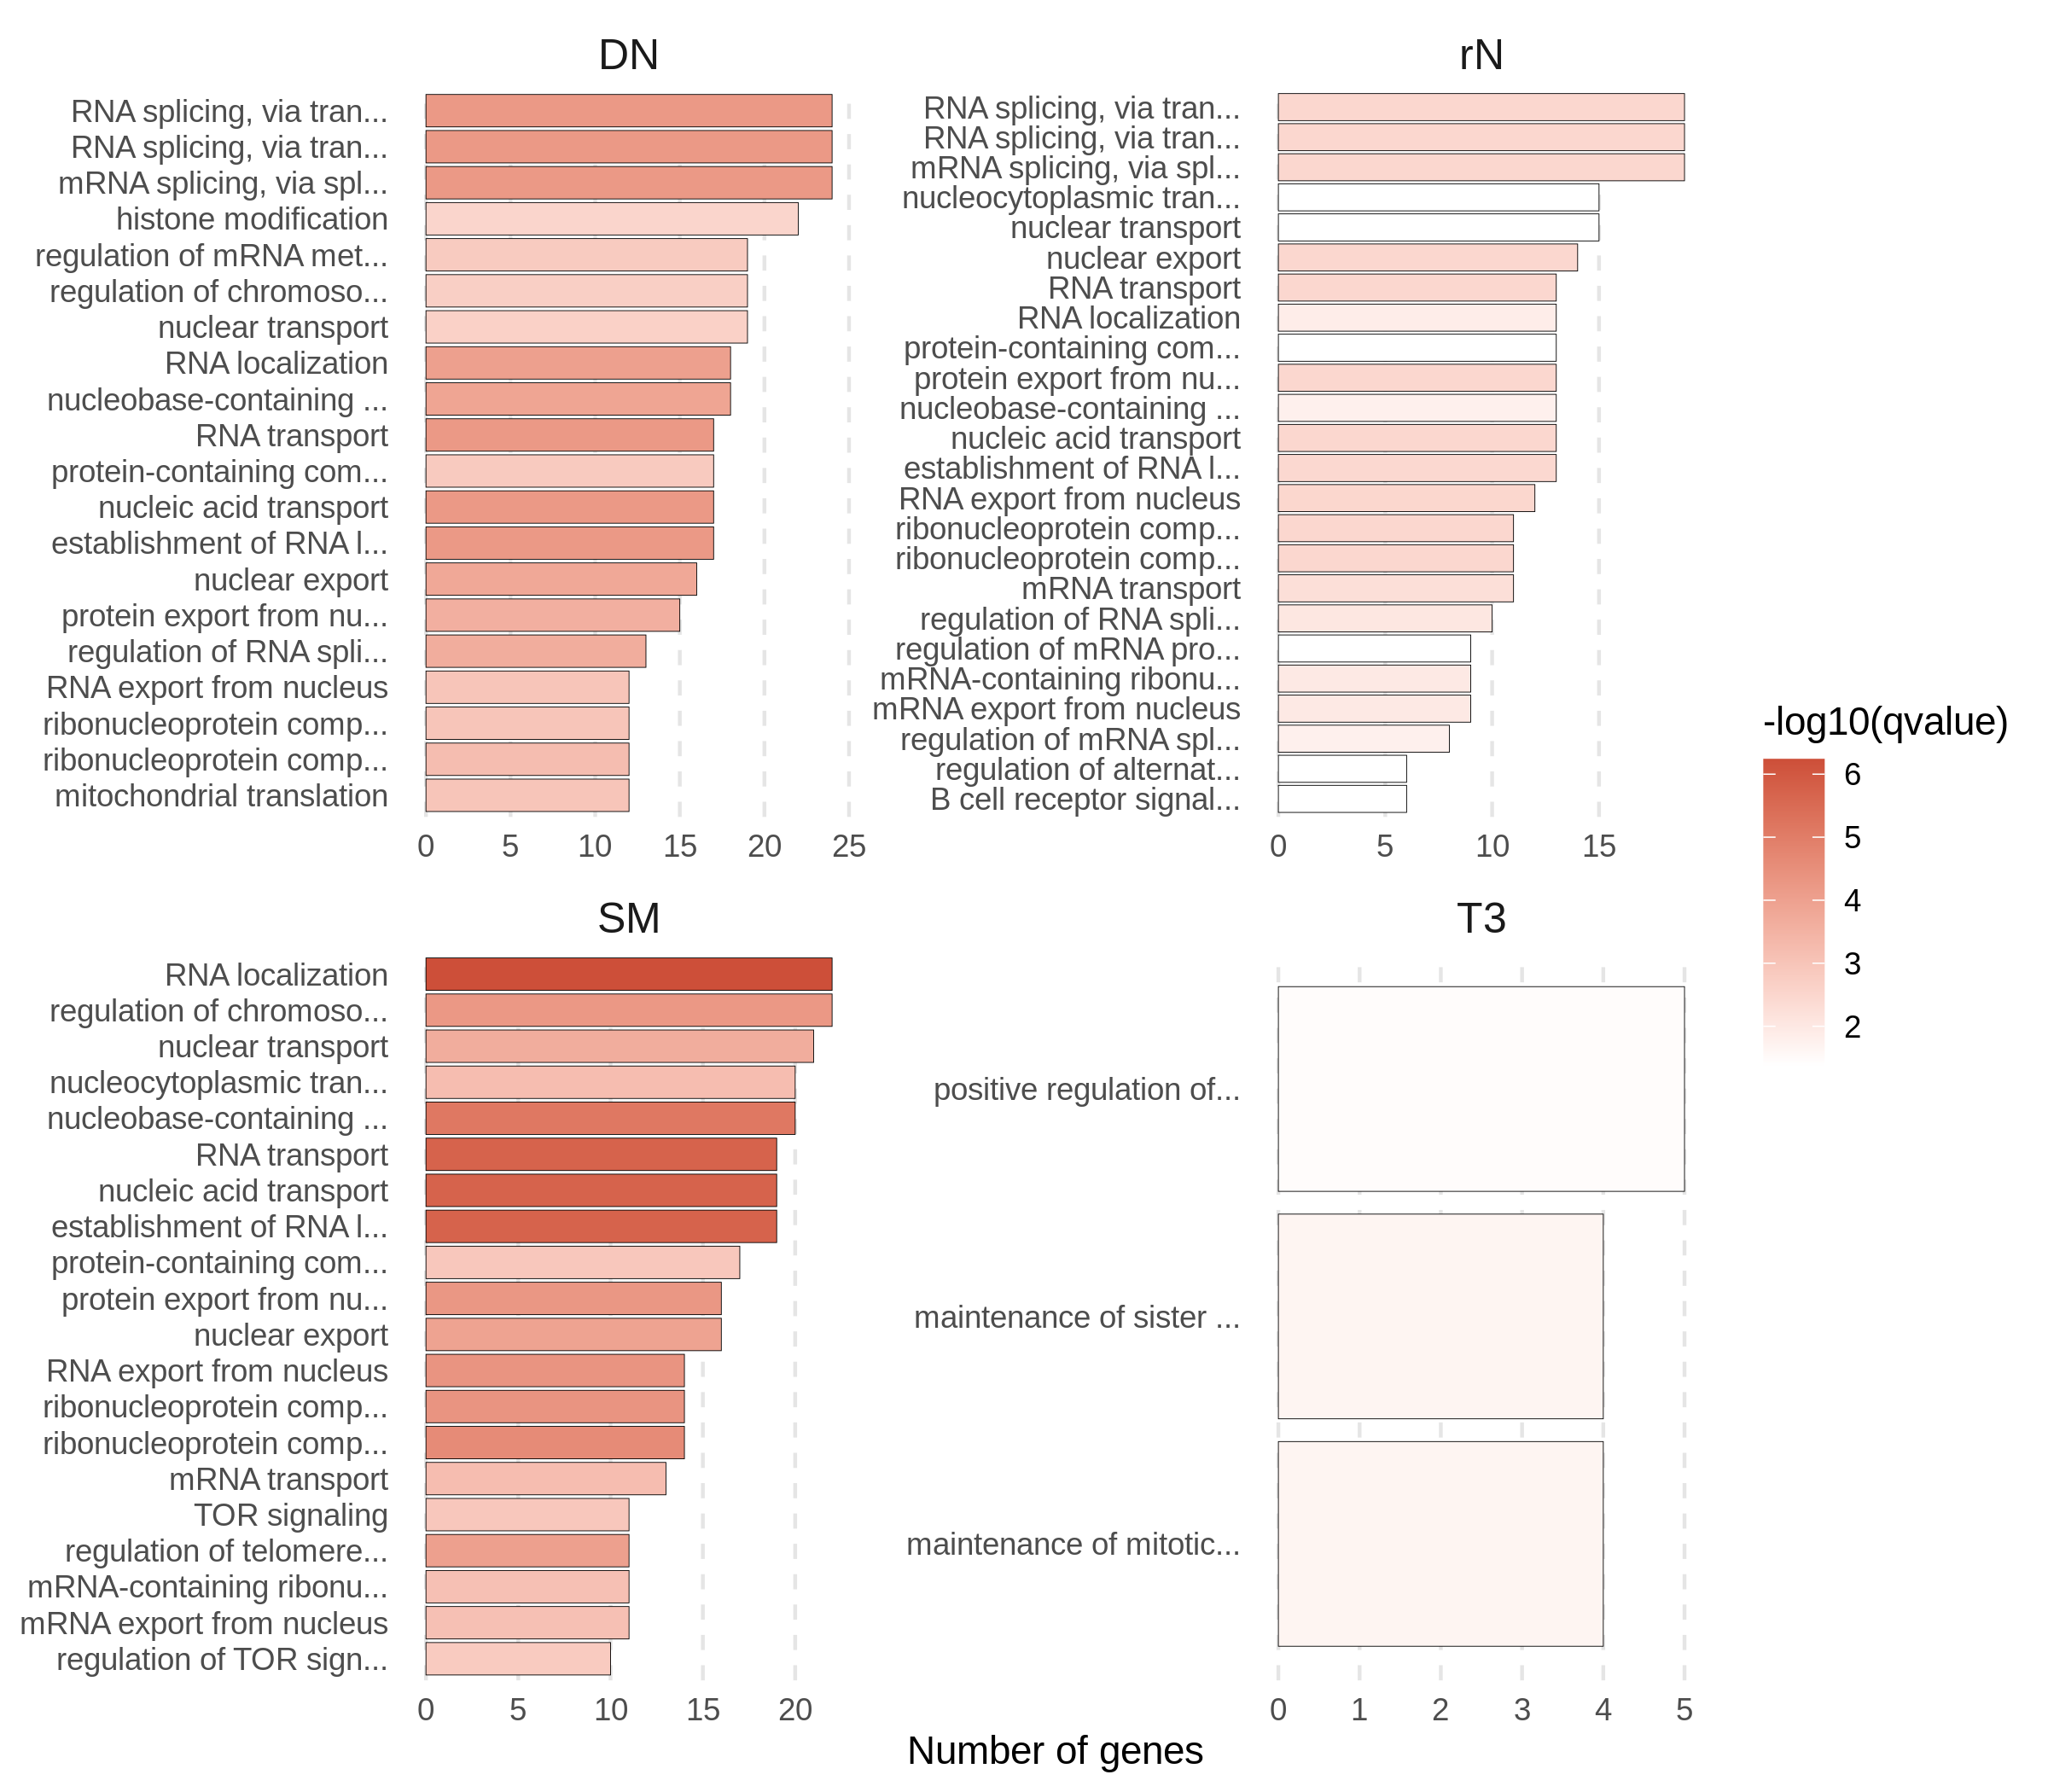 DN
RNA splicing, via tran...
RNA splicing, via tran...
mRNA splicing, via spl...
histone modification
regulation of mRNA met...
regulation of chromoso...
nuclear transport
RNA localization
nucleobase-containing ...
RNA transport
protein-containing com...
nucleic acid transport
establishment of RNA l...
nuclear export
protein export from nu...
regulation of RNA spli...
RNA export from nucleus
ribonucleoprotein comp...
ribonucleoprotein comp...
mitochondrial translation
0 5 10 15 20 25
rN
RNA splicing, via tran...
RNA splicing, via tran...
mRNA splicing, via spl...
nucleocytoplasmic tran...
nuclear transport
nuclear export
RNA transport
RNA localization
protein-containing com...
protein export from nu...
nucleobase-containing ...
nucleic acid transport
establishment of RNA l...
RNA export from nucleus
ribonucleoprotein comp...
ribonucleoprotein comp...
mRNA transport
regulation of RNA spli...
regulation of mRNA pro...
mRNA-containing ribonu...
mRNA export from nucleus
regulation of mRNA spl...
regulation of alternat...
B cell receptor signal...
0 5 10 15
SM
RNA localization
regulation of chromoso...
nuclear transport
nucleocytoplasmic tran...
nucleobase-containing ...
RNA transport
nucleic acid transport
establishment of RNA l...
protein-containing com...
protein export from nu...
nuclear export
RNA export from nucleus
ribonucleoprotein comp...
ribonucleoprotein comp...
mRNA transport
TOR signaling
regulation of telomere...
mRNA-containing ribonu...
mRNA export from nucleus
regulation of TOR sign...
0 5 10 15 20
T3
positive regulation of...
maintenance of sister ...
maintenance of mitotic...
0 1 2 3 4 5
Number of genes
-log10(qvalue)
6
5
4
3
2